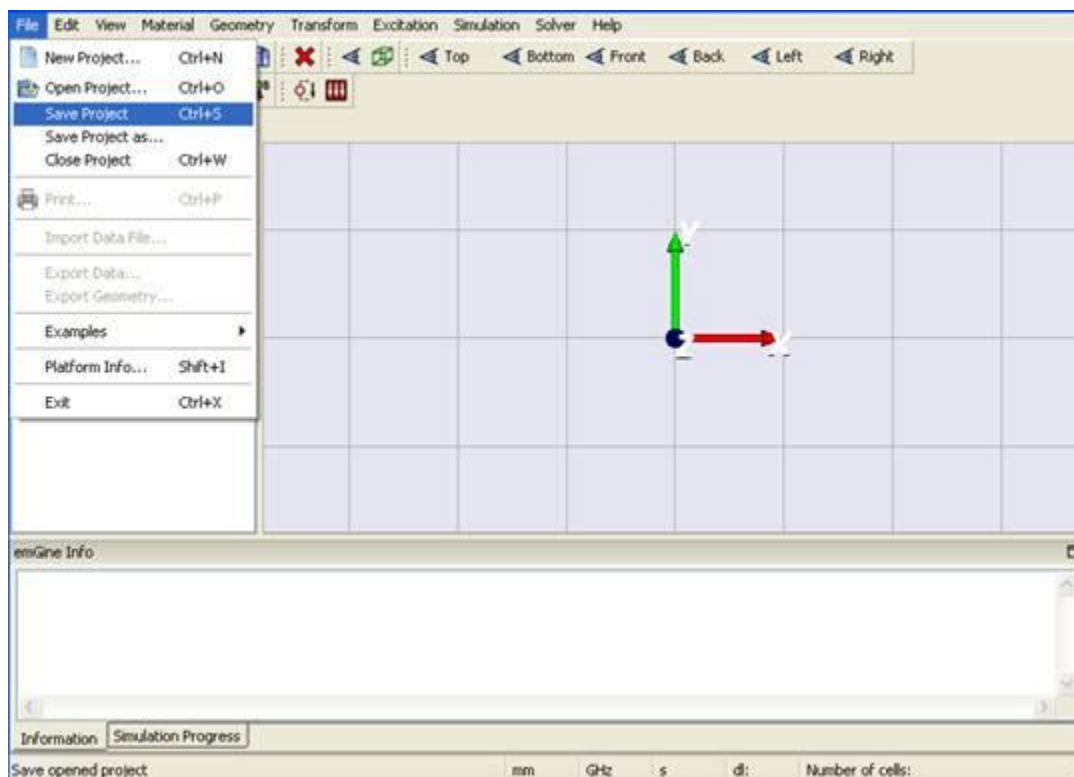 File Edit View Material Geometry Transform Excitation Simulation Solver Help
New Project... Ctrl+N
Top Bottom Front Back Left Right
Open Project... Ctrl+O
Save Project Ctrl+S
Save Project as...
Close Project Ctrl+W
Print... Ctrl+P
Import Data File...
Export Data...
Export Geometry...
Examples
Platform Info... Shift+I
Exit Ctrl+X
Y
Z X
emGine Info
Information Simulation Progress
Save opened project mm GHz s dl: Number of cells: